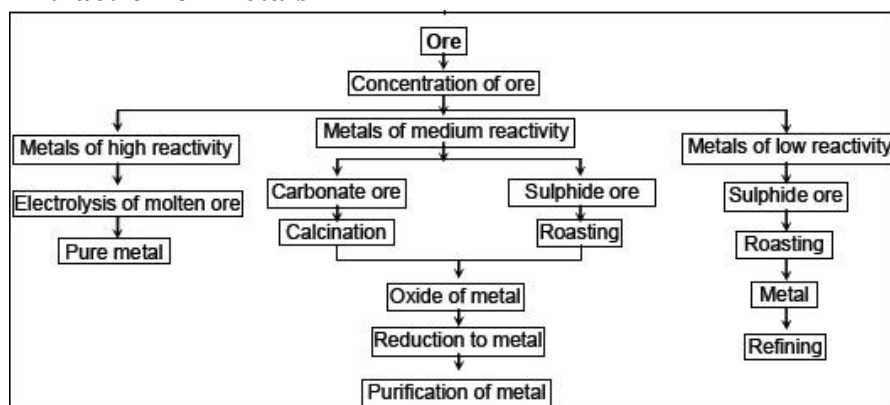 Ore
Concentration of ore
Metals of high reactivity
Metals of medium reactivity
Metals of low reactivity
Electrolysis of molten ore
Carbonate ore
Sulphide ore
Sulphide ore
Pure metal
Calcination
Roasting
Roasting
Oxide of metal
Metal
Reduction to metal
Refining
Purification of metal